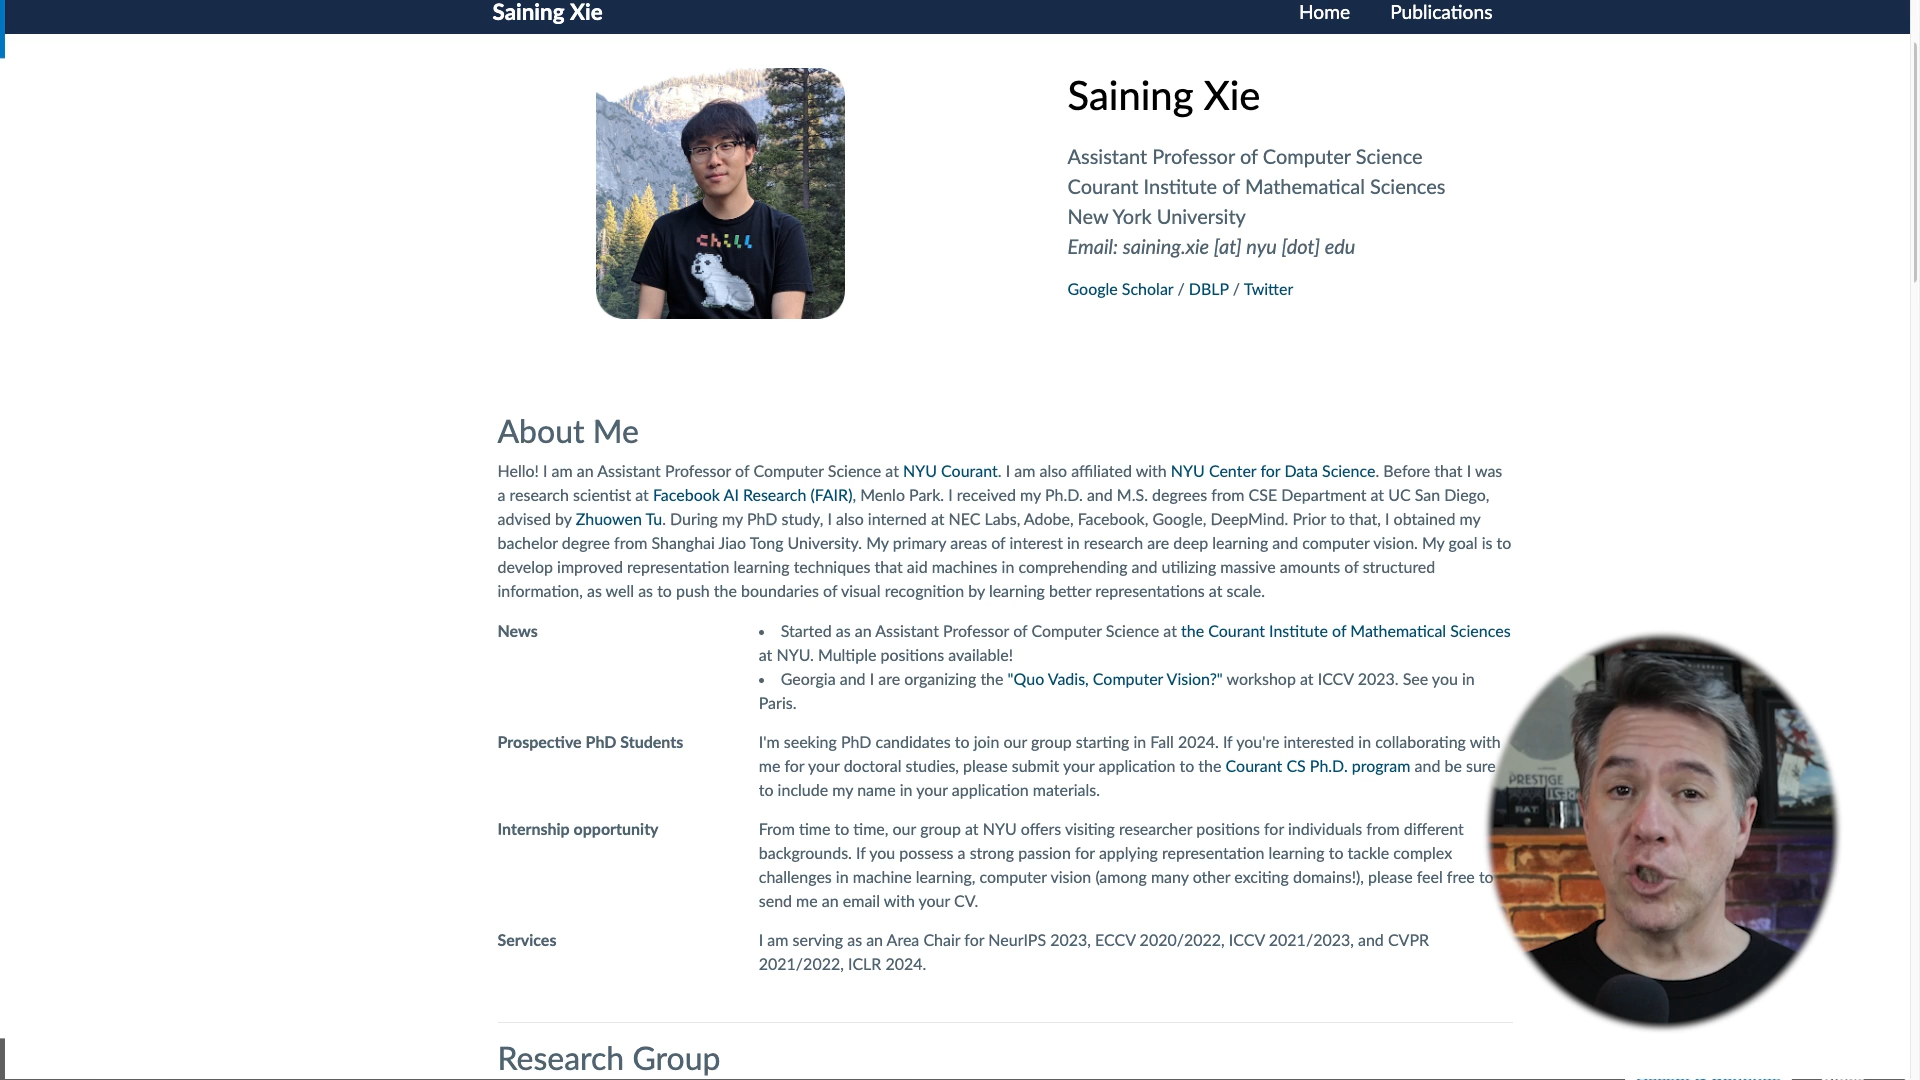 Saining Xie
Home
Publications
chill
Saining Xie
Assistant Professor of Computer Science
Courant Institute of Mathematical Sciences
New York University
Email: saining.xie [at] nyu [dot] edu
Google Scholar / DBLP / Twitter
About Me
Hello! I am an Assistant Professor of Computer Science at NYU Courant. I am also affiliated with NYU Center for Data Science. Before that I was
a research scientist at Facebook AI Research (FAIR), Menlo Park. I received my Ph.D. and M.S. degrees from CSE Department at UC San Diego,
advised by Zhuowen Tu. During my PhD study, I also interned at NEC Labs, Adobe, Facebook, Google, DeepMind. Prior to that, I obtained my
bachelor degree from Shanghai Jiao Tong University. My primary areas of interest in research are deep learning and computer vision. My goal is to
develop improved representation learning techniques that aid machines in comprehending and utilizing massive amounts of structured
information, as well as to push the boundaries of visual recognition by learning better representations at scale.
News
• Started as an Assistant Professor of Computer Science at the Courant Institute of Mathematical Sciences
at NYU. Multiple positions available!
• Georgia and I are organizing the "Quo Vadis, Computer Vision?" workshop at ICCV 2023. See you in
Paris.
Prospective PhD Students
I'm seeking PhD candidates to join our group starting in Fall 2024. If you're interested in collaborating with
me for your doctoral studies, please submit your application to the Courant CS Ph.D. program and be sure
to include my name in your application materials.
Internship opportunity
From time to time, our group at NYU offers visiting researcher positions for individuals from different
backgrounds. If you possess a strong passion for applying representation learning to tackle complex
challenges in machine learning, computer vision (among many other exciting domains!), please feel free to
send me an email with your CV.
Services
I am serving as an Area Chair for NeurIPS 2023, ECCV 2020/2022, ICCV 2021/2023, and CVPR
2021/2022, ICLR 2024.
PRESTIGE
Research Group